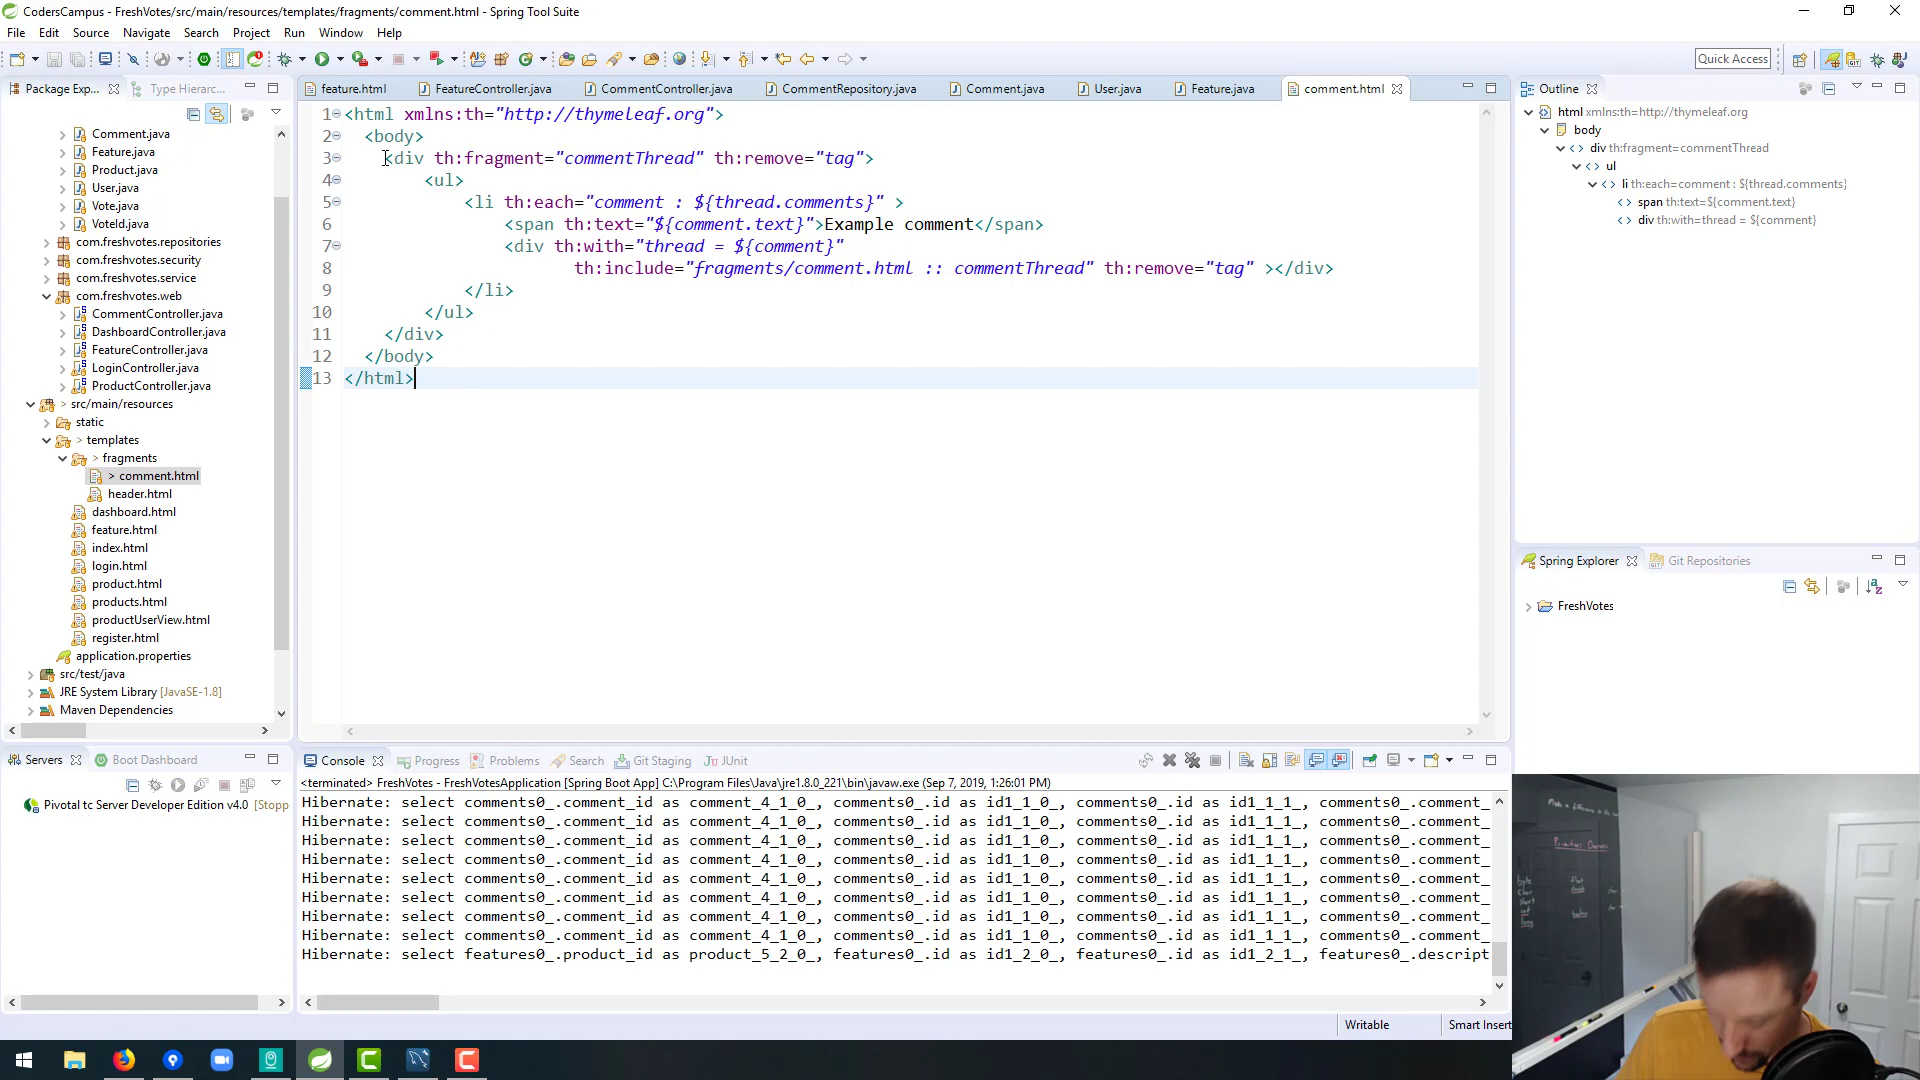 CodersCampus - FreshVotes/src/main/resources/templates/fragments/comment.html - Spring Tool Suite
File Edit Source Navigate Search Project Run Window Help
Quick Access
Package Exp... Type Hierarc...
feature.html FeatureController.java CommentController.java CommentRepository.java Comment.java User.java Feature.java comment.html
Outline
Comment.java
Feature.java
Product.java
User.java
Vote.java
VoteId.java
com.freshvotes.repositories
com.freshvotes.security
com.freshvotes.service
com.freshvotes.web
CommentController.java
DashboardController.java
FeatureController.java
LoginController.java
ProductController.java
> src/main/resources
static
> templates
> fragments
> comment.html
header.html
dashboard.html
feature.html
index.html
login.html
product.html
products.html
productUserView.html
register.html
application.properties
src/test/java
JRE System Library [JavaSE-1.8]
Maven Dependencies
1 <html xmlns:th="http://thymeleaf.org">
2 <body>
3 <div th:fragment="commentThread" th:remove="tag">
4 <ul>
5 <li th:each="comment : ${thread.comments}" >
6 <span th:text="${comment.text}">Example comment</span>
7 <div th:with="thread = ${comment}"
8 th:include="fragments/comment.html :: commentThread" th:remove="tag" ></div>
9 </li>
10 </ul>
11 </div>
12 </body>
13 </html>
html xmlns:th=http://thymeleaf.org
body
div th:fragment=commentThread
ul
li th:each=comment : ${thread.comments}
span th:text=${comment.text}
div th:with=thread = ${comment}
Spring Explorer Git Repositories
FreshVotes
Servers Boot Dashboard
Pivotal tc Server Developer Edition v4.0 [Stopp
Console Progress Problems Search Git Staging JUnit
<terminated> FreshVotes - FreshVotesApplication [Spring Boot App] C:\Program Files\Java\jre1.8.0_221\bin\javaw.exe (Sep 7, 2019, 1:26:01 PM)
Hibernate: select comments0_.comment_id as comment_4_1_0_, comments0_.id as id1_1_0_, comments0_.id as id1_1_1_, comments0_.comment_
Hibernate: select comments0_.comment_id as comment_4_1_0_, comments0_.id as id1_1_0_, comments0_.id as id1_1_1_, comments0_.comment_
Hibernate: select comments0_.comment_id as comment_4_1_0_, comments0_.id as id1_1_0_, comments0_.id as id1_1_1_, comments0_.comment_
Hibernate: select comments0_.comment_id as comment_4_1_0_, comments0_.id as id1_1_0_, comments0_.id as id1_1_1_, comments0_.comment_
Hibernate: select comments0_.comment_id as comment_4_1_0_, comments0_.id as id1_1_0_, comments0_.id as id1_1_1_, comments0_.comment_
Hibernate: select comments0_.comment_id as comment_4_1_0_, comments0_.id as id1_1_0_, comments0_.id as id1_1_1_, comments0_.comment_
Hibernate: select comments0_.comment_id as comment_4_1_0_, comments0_.id as id1_1_0_, comments0_.id as id1_1_1_, comments0_.comment_
Hibernate: select comments0_.comment_id as comment_4_1_0_, comments0_.id as id1_1_0_, comments0_.id as id1_1_1_, comments0_.comment_
Hibernate: select features0_.product_id as product_5_2_0_, features0_.id as id1_2_0_, features0_.id as id1_2_1_, features0_.descript
Writable Smart Insert
byte
char